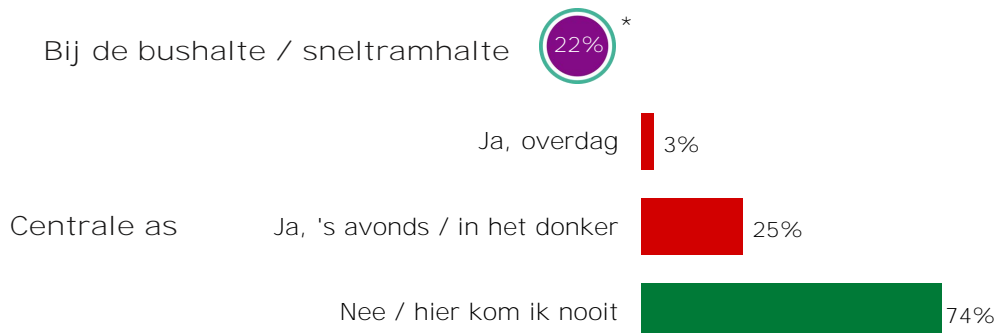 Bij de bushalte / sneltramhalte 22% *
Ja, overdag 3%
Centrale as Ja, 's avonds / in het donker 25%
Nee / hier kom ik nooit 74%